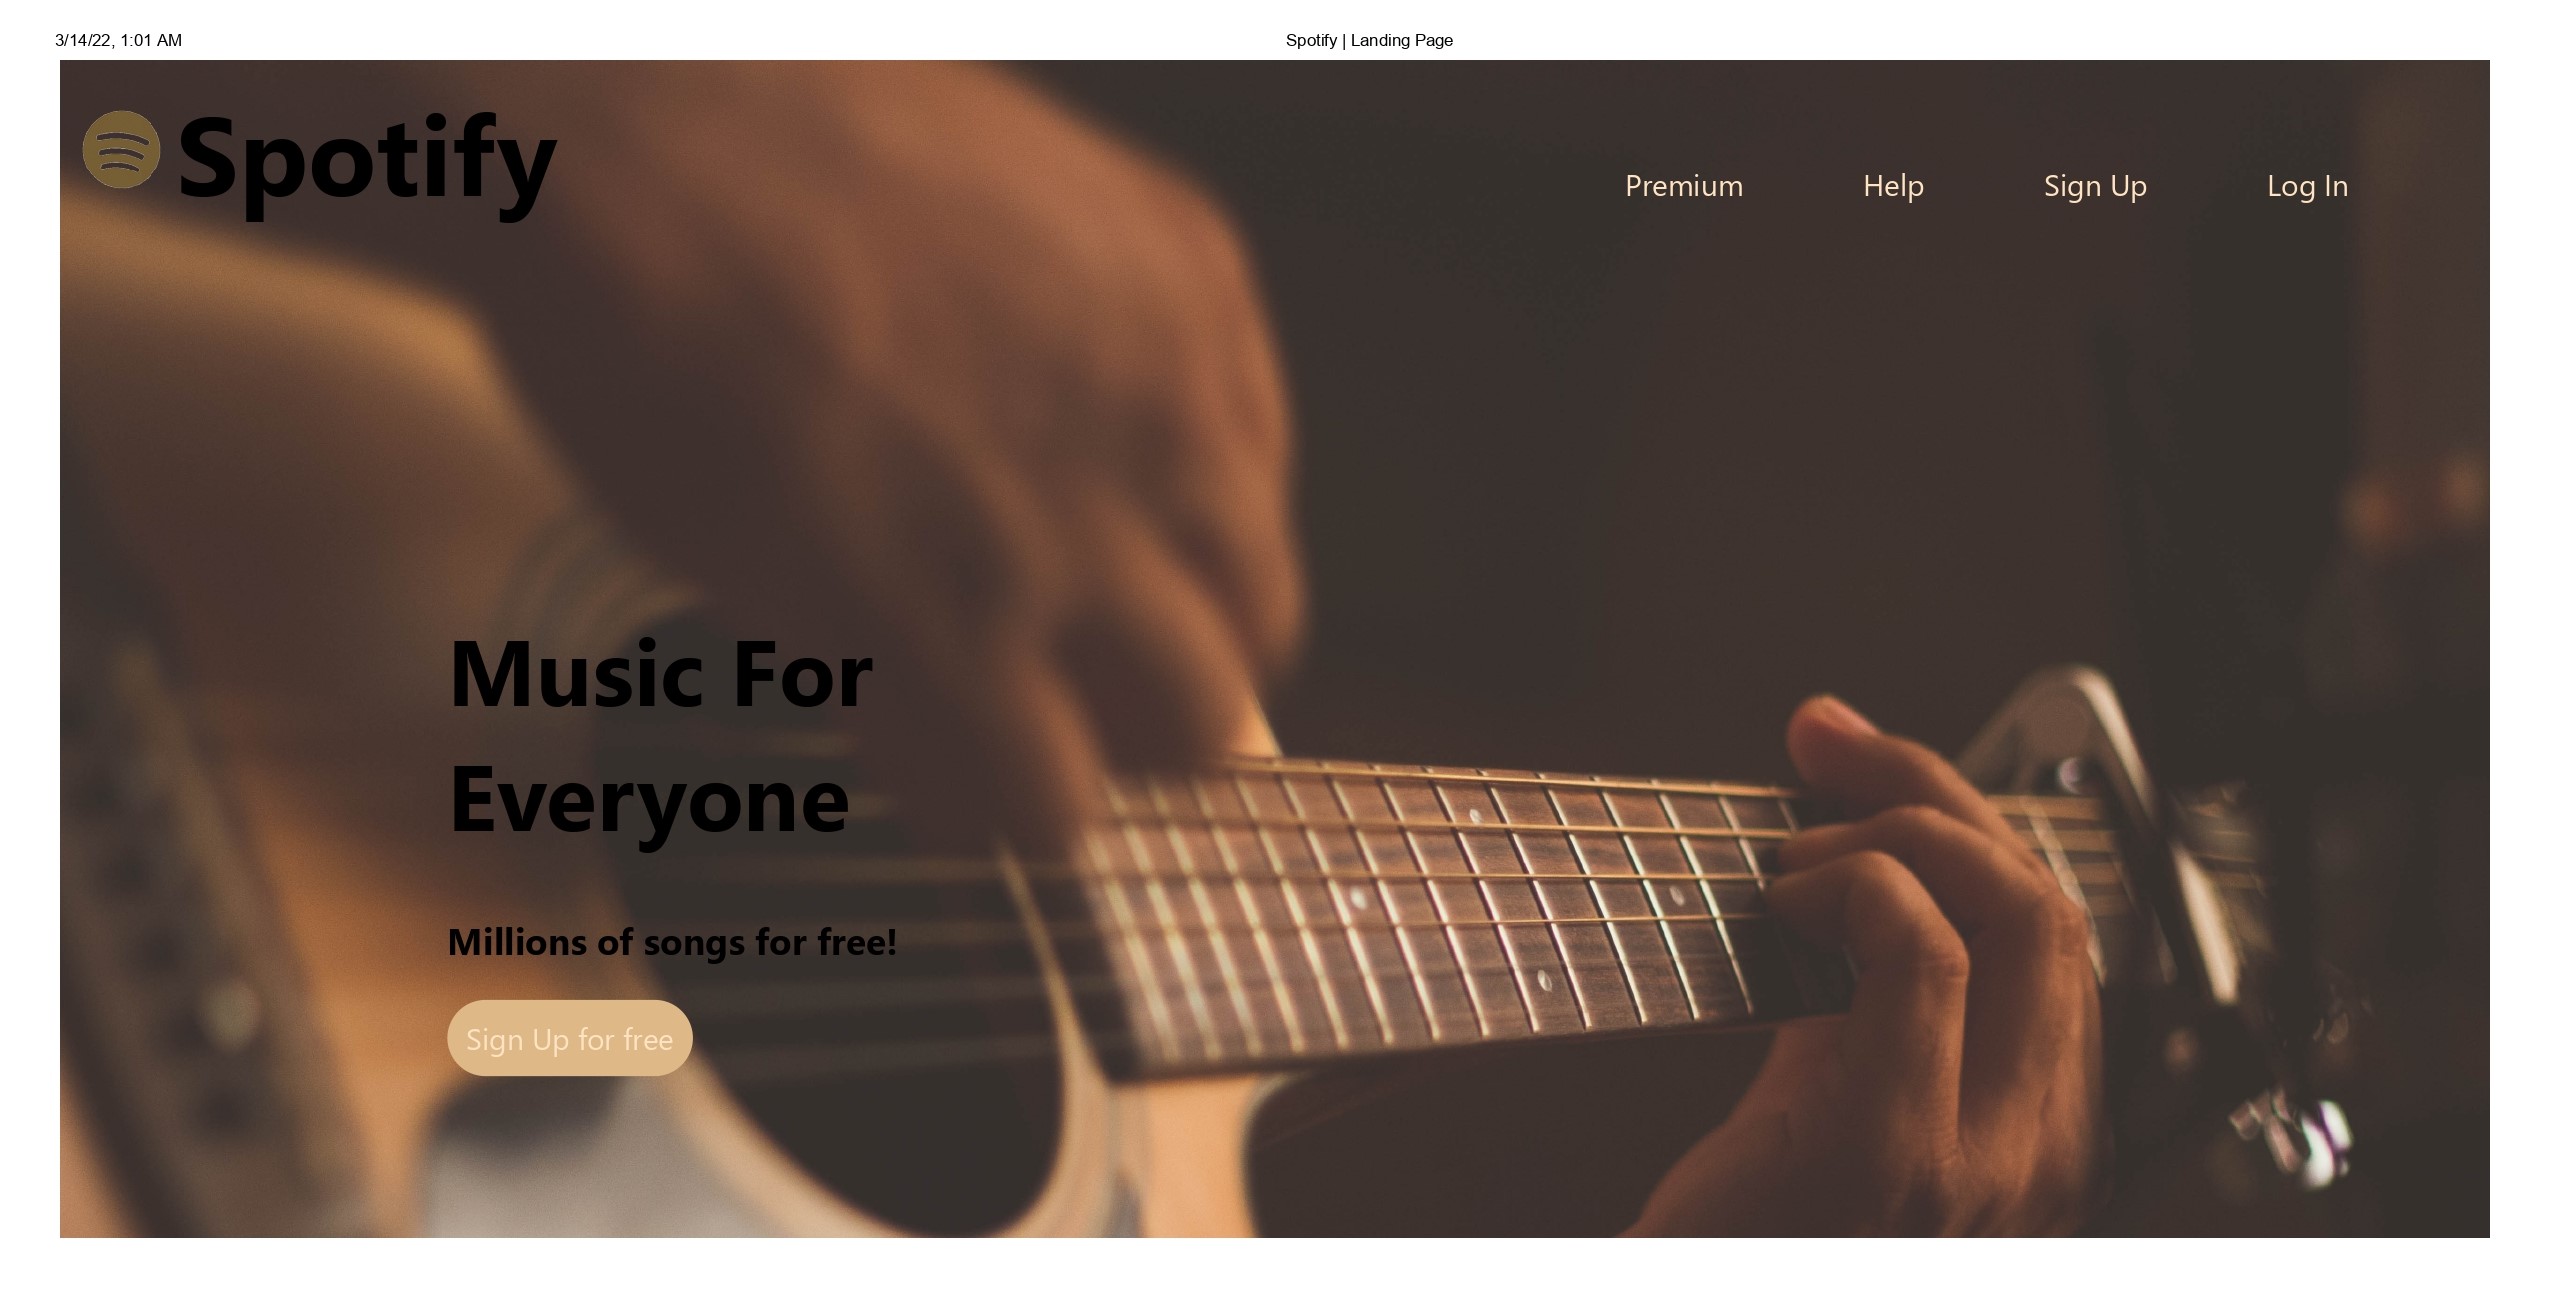 3/14/22, 1:01 AM
Spotify | Landing Page
Spotify
Premium
Help
Sign Up
Log In
Music For
Everyone
Millions of songs for free!
Sign Up for free